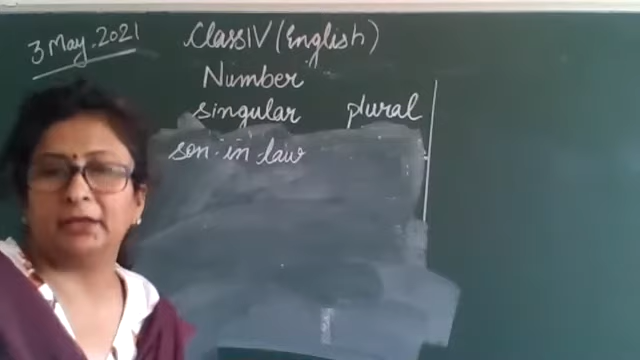 3 May. 2021
Class IV (English)
Number
singular plural
son-in-law